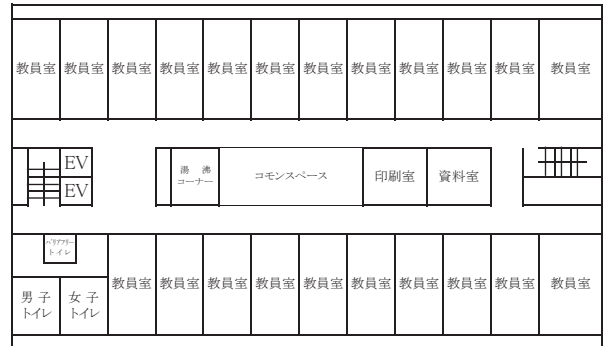 教員室 教員室 教員室 教員室 教員室 教員室 教員室 教員室 教員室 教員室 教員室 教員室
EV
EV
湯沸
コーナー
コモンスペース
印刷室
資料室
バリアフリー
トイレ
男子
トイレ
女子
トイレ
教員室 教員室 教員室 教員室 教員室 教員室 教員室 教員室 教員室 教員室